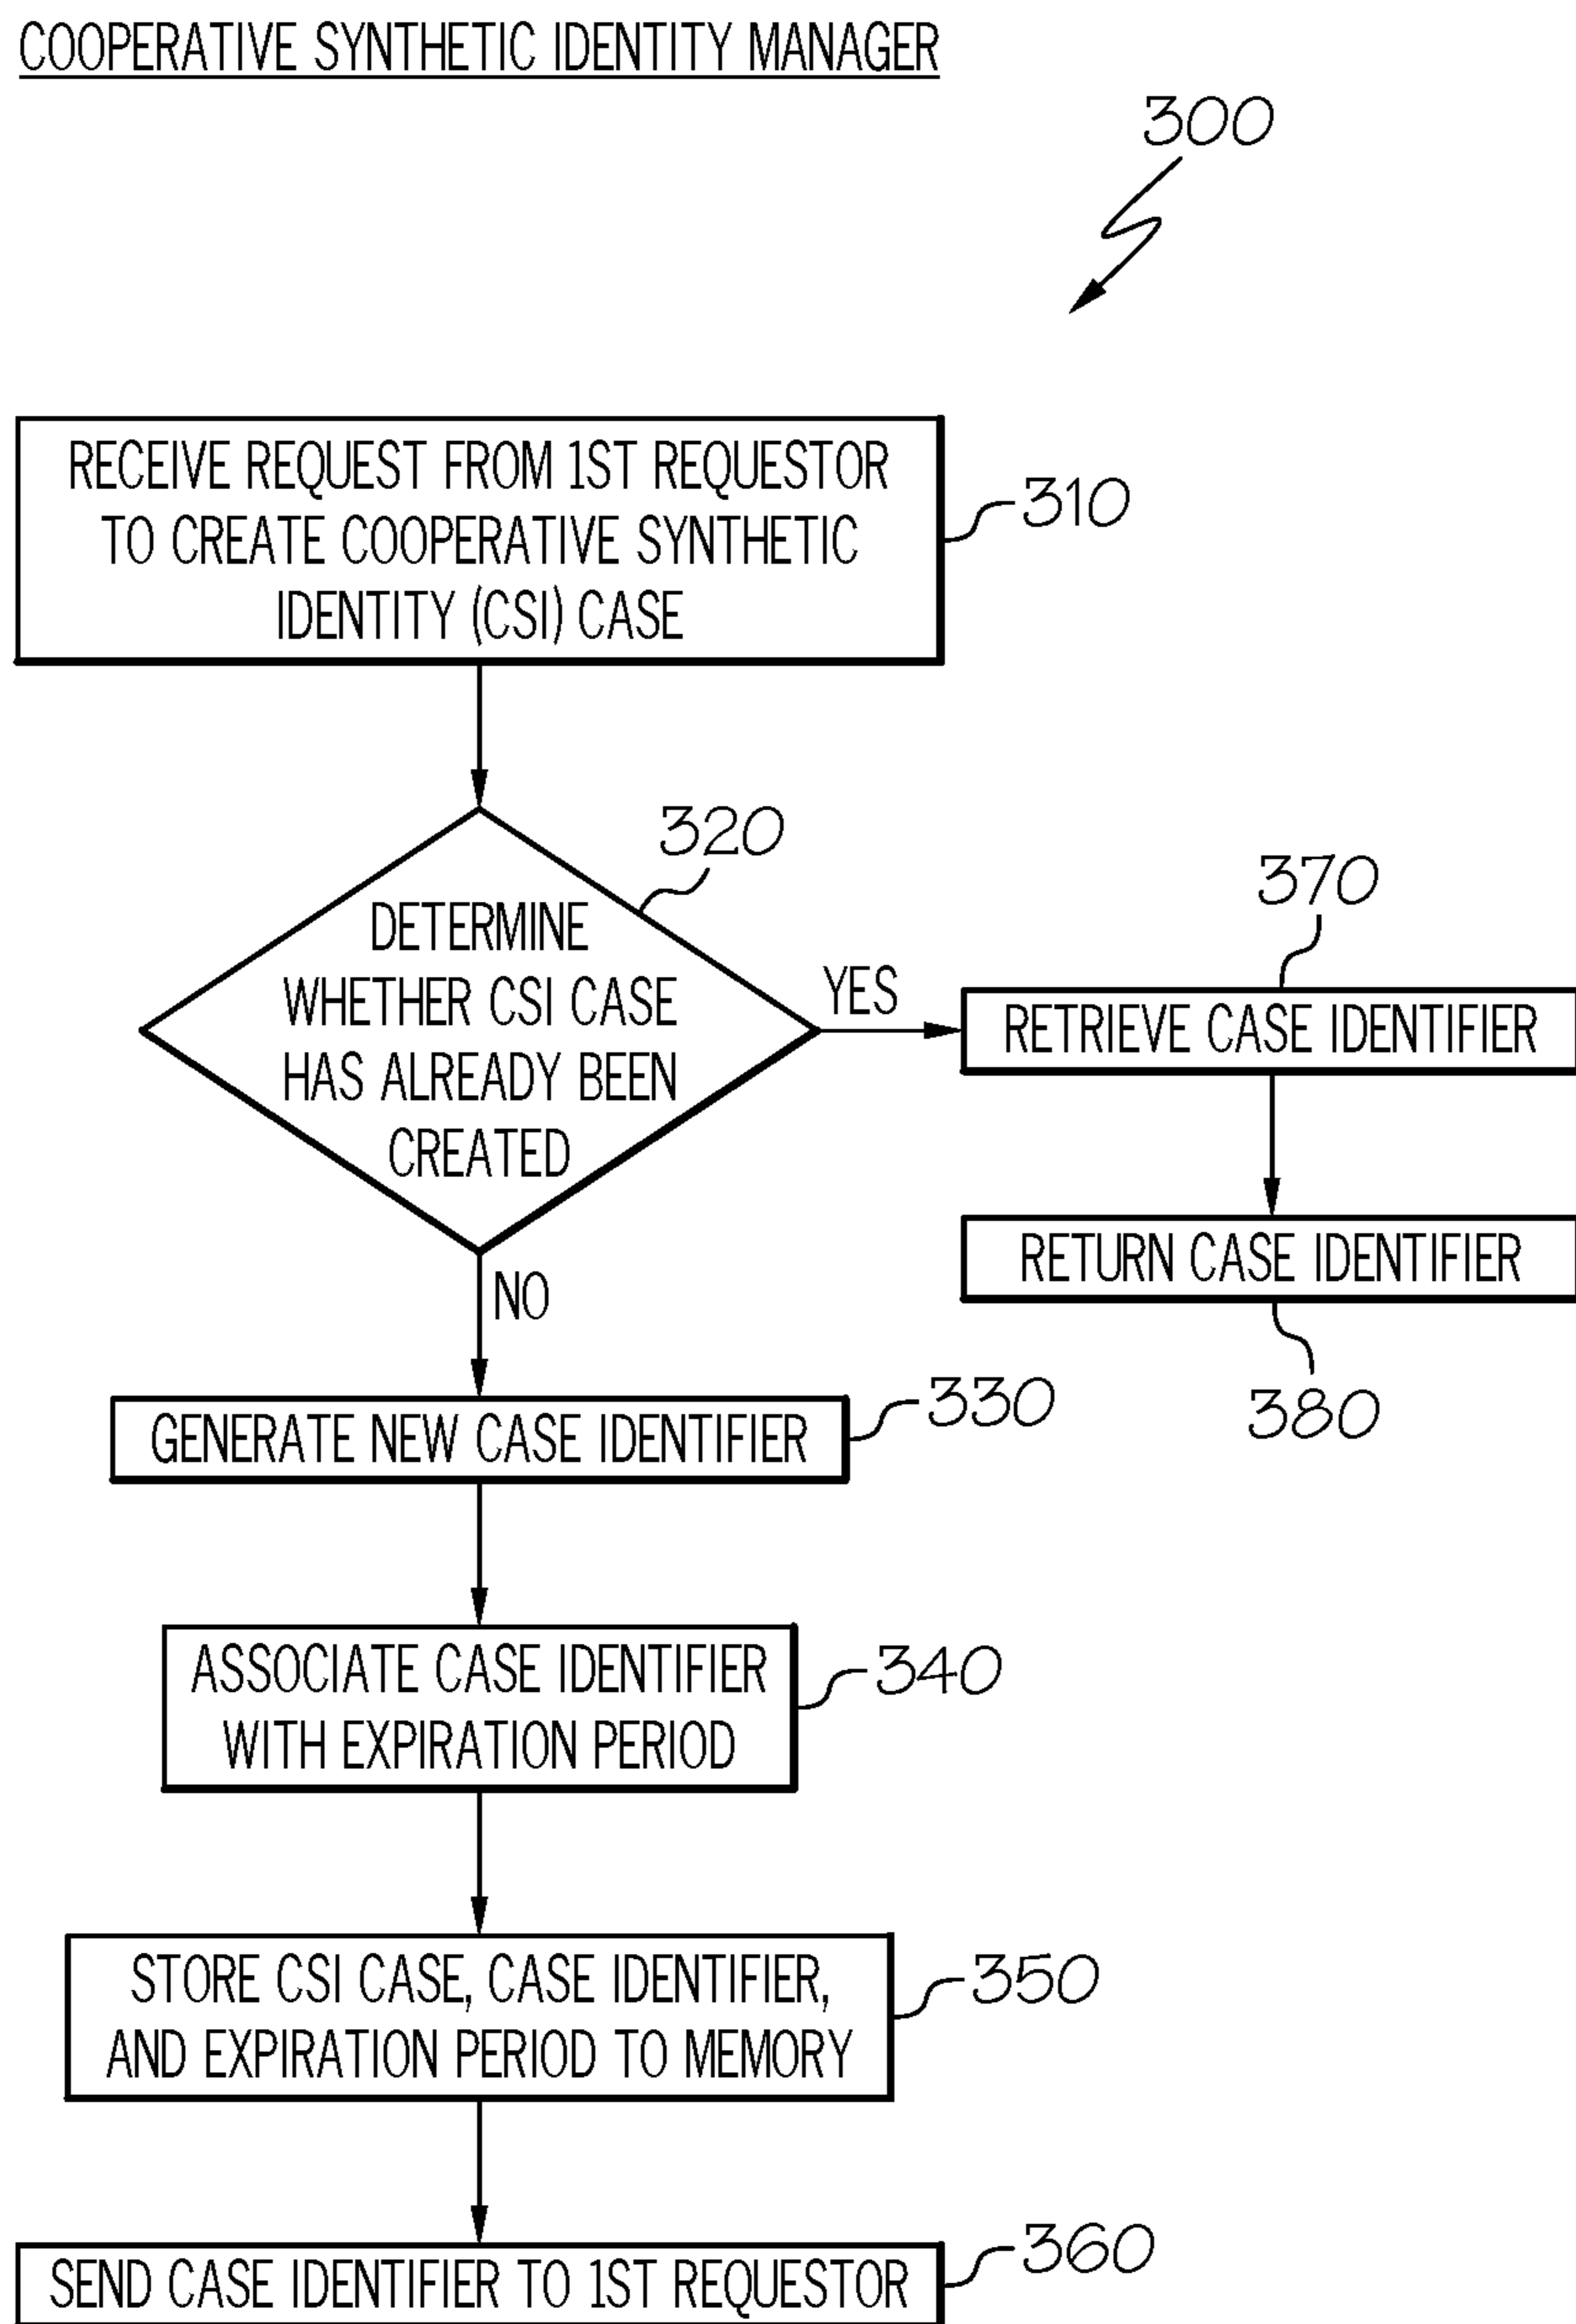 COOPERATIVE SYNTHETIC IDENTITY MANAGER
300
RECEIVE REQUEST FROM 1ST REQUESTOR
TO CREATE COOPERATIVE SYNTHETIC
IDENTITY (CSI) CASE
310
320
DETERMINE
WHETHER CSI CASE
HAS ALREADY BEEN
CREATED
YES
370
RETRIEVE CASE IDENTIFIER
RETURN CASE IDENTIFIER
380
NO
GENERATE NEW CASE IDENTIFIER
330
ASSOCIATE CASE IDENTIFIER
WITH EXPIRATION PERIOD
340
STORE CSI CASE, CASE IDENTIFIER,
AND EXPIRATION PERIOD TO MEMORY
350
SEND CASE IDENTIFIER TO 1ST REQUESTOR
360